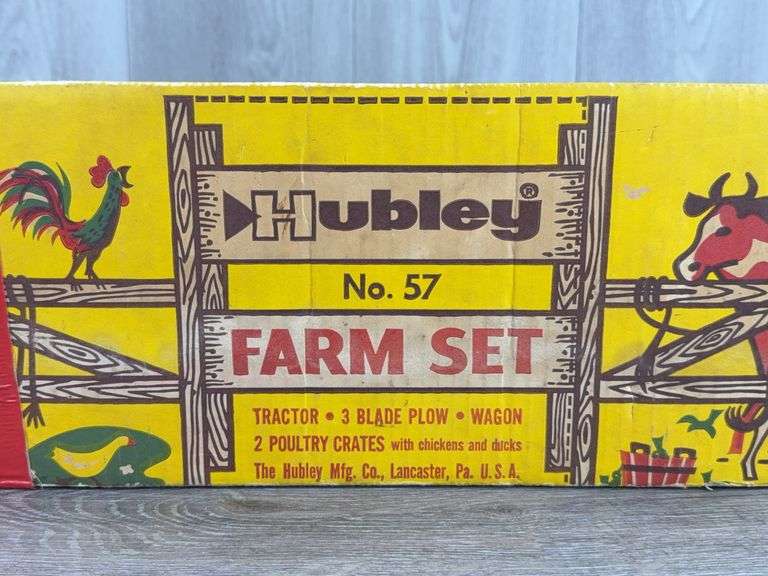 Hubley®
No. 57
FARM SET
TRACTOR • 3 BLADE PLOW • WAGON
2 POULTRY CRATES with chickens and ducks
The Hubley Mfg. Co., Lancaster, Pa. U.S.A.